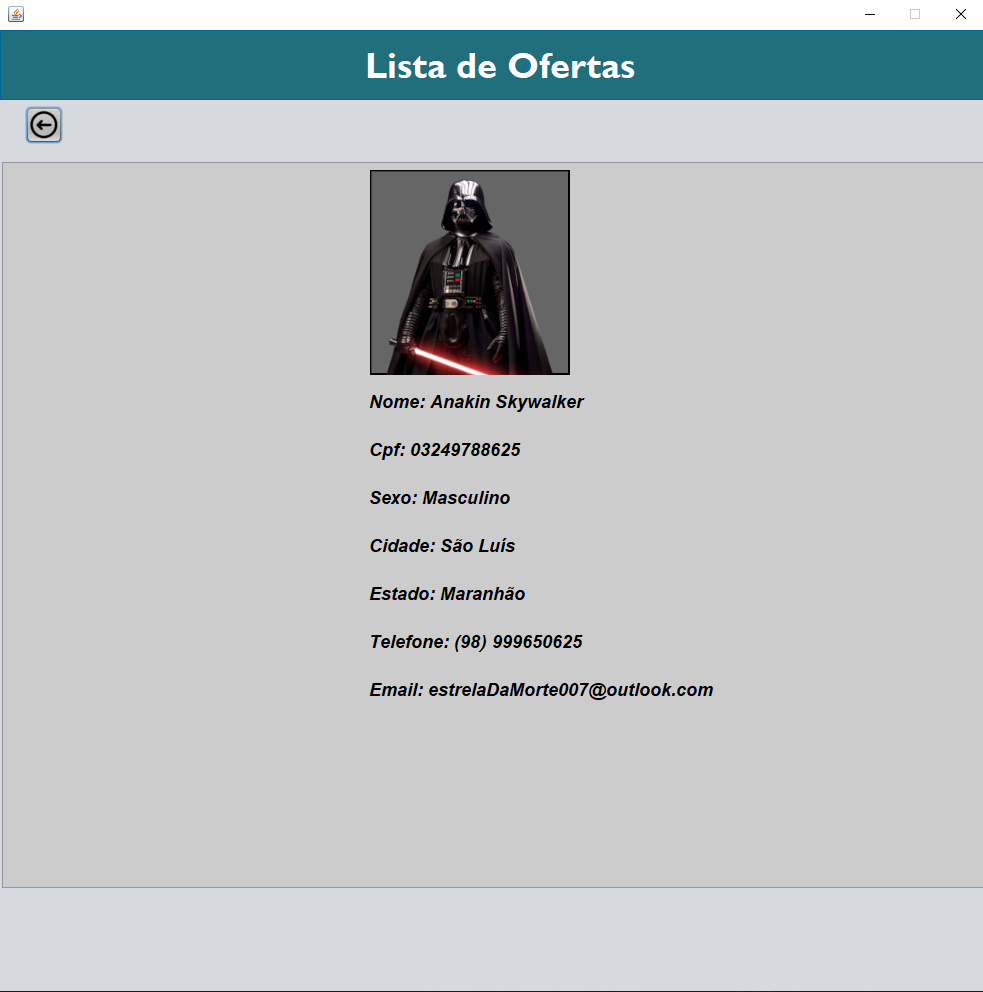 Lista de Ofertas
Nome: Anakin Skywalker
Cpf: 03249788625
Sexo: Masculino
Cidade: São Luís
Estado: Maranhão
Telefone: (98) 999650625
Email: estrelaDaMorte007@outlook.com